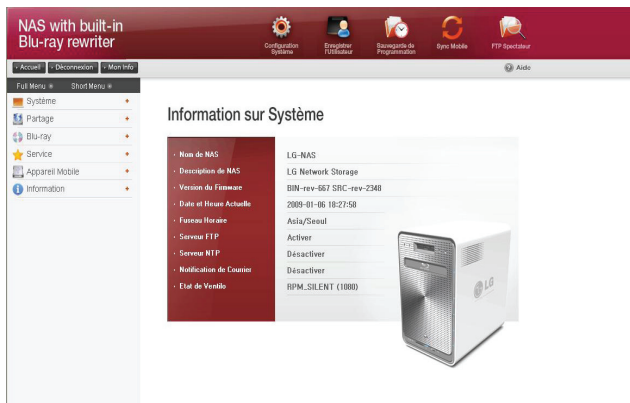 NAS with built-in
Blu-ray rewriter
Configuration
Système
Enregistrer
l'Utilisateur
Sauvegarde de
Programmation
Sync Mobile
FTP Spectateur
Accueil
Déconnexion
Mon Info
Aide
Full Menu
Short Menu
Système
Partage
Blu-ray
Service
Appareil Mobile
Information
Information sur Système
Nom de NAS LG-NAS
Description de NAS LG Network Storage
Version du Firmware BIN-rev-667 SRC-rev-2340
Date et Heure Actuelle 2009-01-06 18:27:58
Fuseau Horaire Asia/Seoul
Serveur FTP Activer
Serveur NTP Désactiver
Notification de Courrier Désactiver
Etat de Ventilo RPM_SILENT (1080)
LG